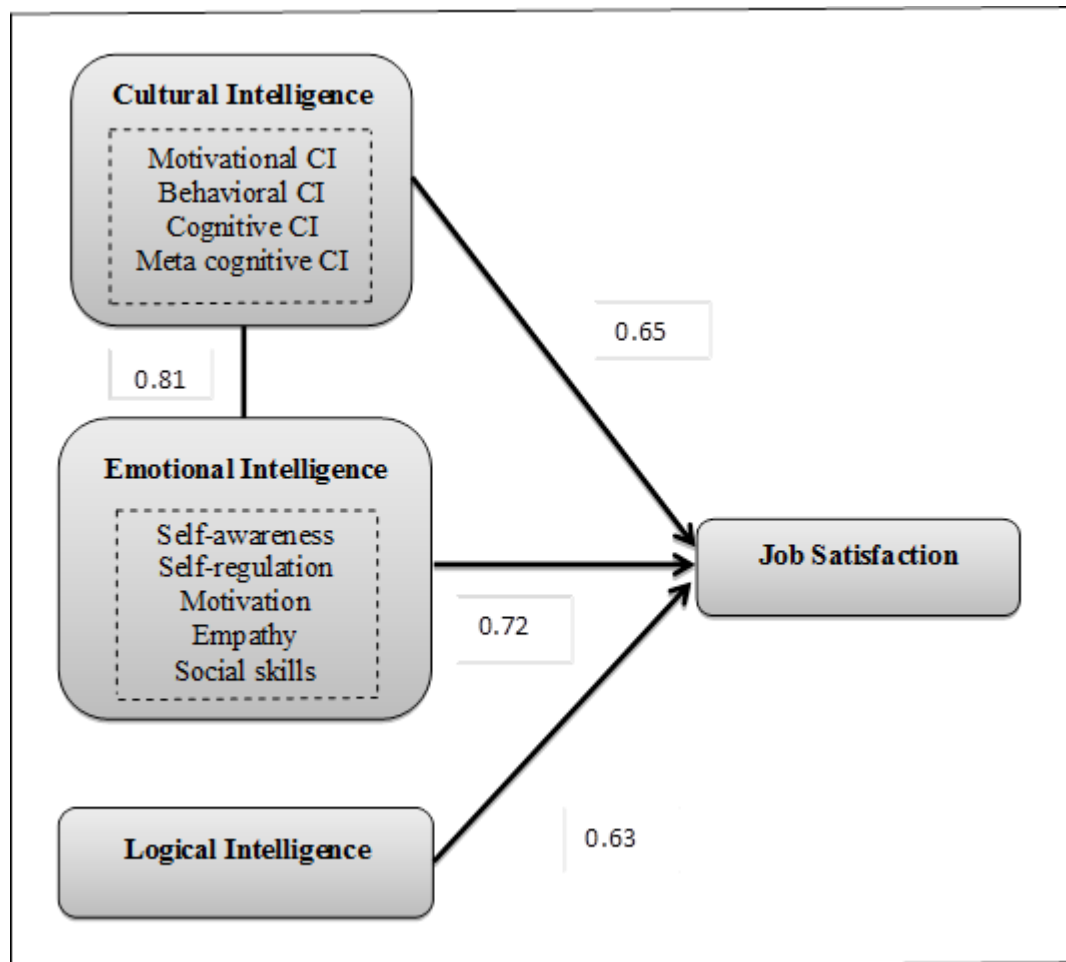 Cultural Intelligence
Motivational CI
Behavioral CI
Cognitive CI
Meta cognitive CI
0.65
0.81
Emotional Intelligence
Self-awareness
Self-regulation
Motivation
Empathy
Social skills
Job Satisfaction
0.72
Logical Intelligence
0.63